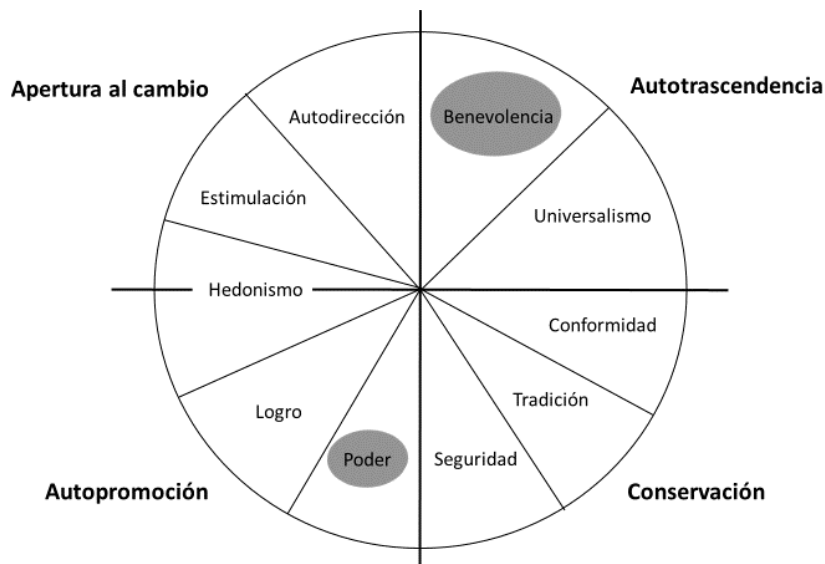 Apertura al cambio
Autotrascendencia
Autodirección
Benevolencia
Estimulación
Universalismo
Hedonismo
Conformidad
Tradición
Logro
Poder
Seguridad
Autopromoción
Conservación